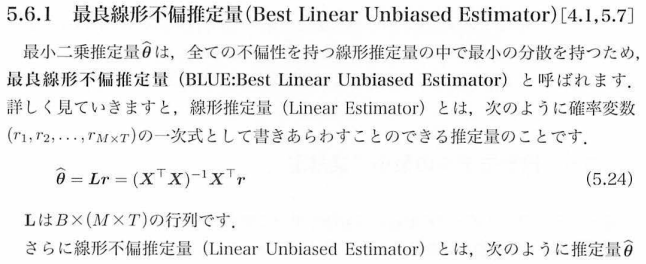 5.6.1 最良線形不偏推定量(Best Linear Unbiased Estimator)[4.1,5.7]
最小二乗推定量θ̂は，全ての不偏性を持つ線形推定量の中で最小の分散を持つため，
最良線形不偏推定量（BLUE:Best Linear Unbiased Estimator）と呼ばれます．
詳しく見ていきますと，線形推定量（Linear Estimator）とは，次のように確率変数
(r₁,r₂,...,r_{M×T})の一次式として書きあらわすことのできる推定量のことです．
θ̂ = Lr = (X⊤X)⁻¹X⊤r (5.24)
LはB×(M×T)の行列です．
さらに線形不偏推定量（Linear Unbiased Estimator）とは，次のように推定量θ̂